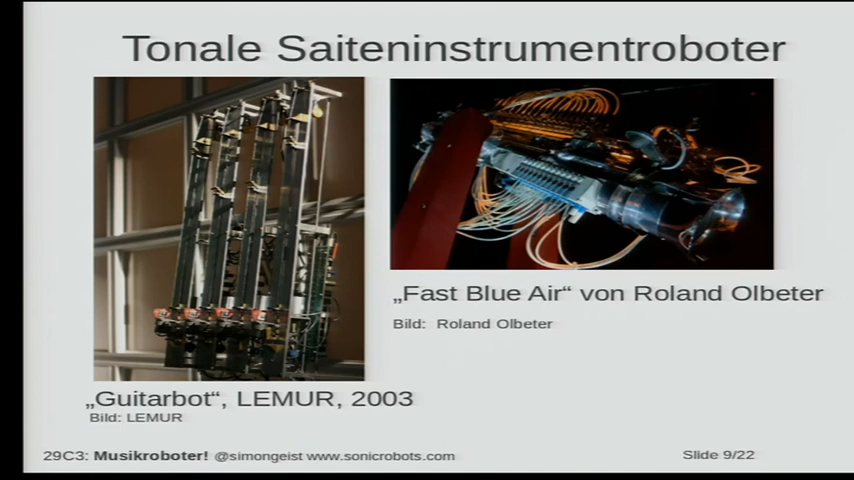 Tonale Saiteninstrumentroboter
„Fast Blue Air“ von Roland Olbeter
Bild: Roland Olbeter
„Guitarbot“, LEMUR, 2003
Bild: LEMUR
29C3: Musikroboter! @simongeist www.sonicrobots.com
Slide 9/22